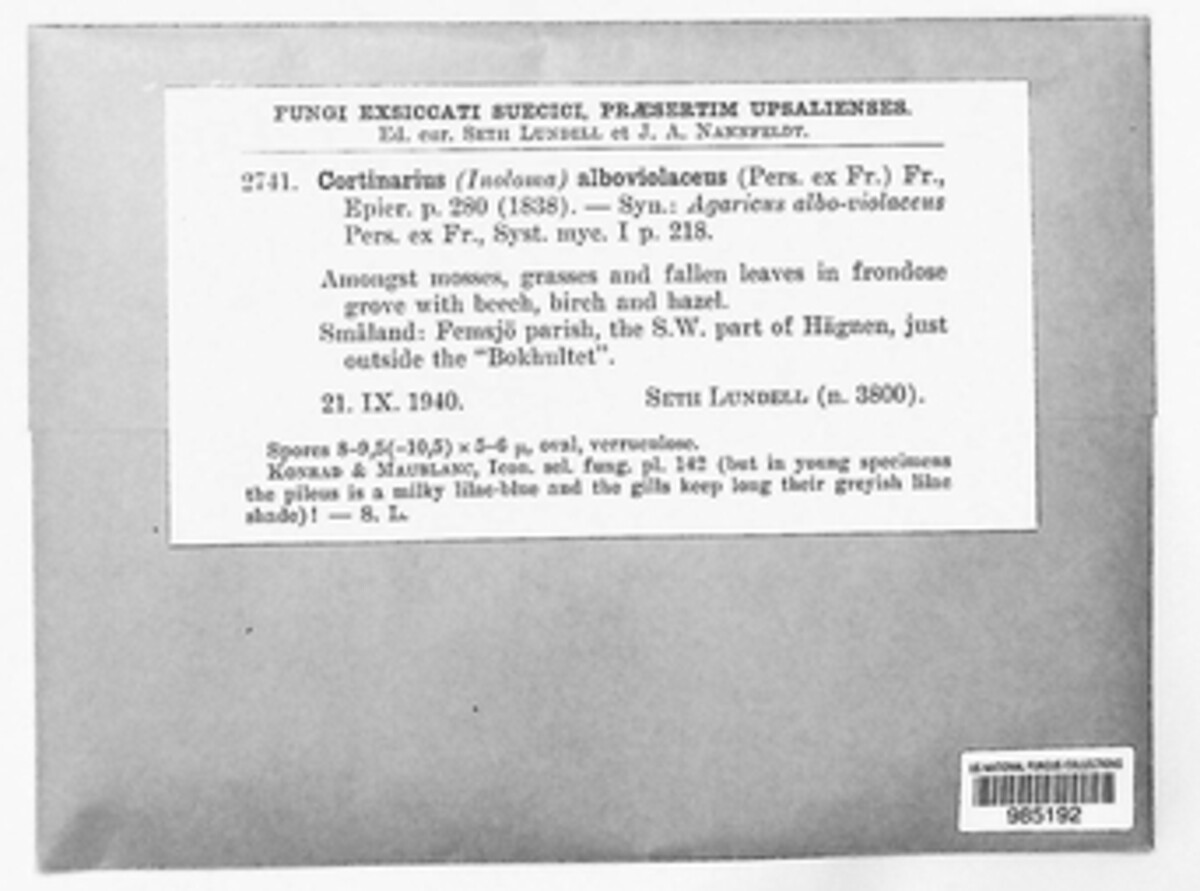 FUNGI EXSICCATI SUECICI, PRÆSERTIM UPSALIENSES.
Ed. cur. SETH LUNDELL et J. A. NANNFELDT.
2741. Cortinarius (Inoloma) alboviolaceus (Pers. ex Fr.) Fr.,
Epicr. p. 280 (1838). — Syn.: Agaricus albo-violaceus
Pers. ex Fr., Syst. myc. I p. 218.
Amongst mosses, grasses and fallen leaves in frondose
grove with beech, birch and hazel.
Småland: Femsjö parish, the S.W. part of Hägnen, just
outside the "Bokhultet".
21. IX. 1940. SETH LUNDELL (n. 3800).
Spores 8–9,5(–10,5) × 5–6 μ, oval, verruculose.
KONRAD & MAUBLANC, Icon. sel. fung. pl. 142 (but in young specimens
the pileus is a milky lilac-blue and the gills keep long their greyish lilac
shade)! — S. L.
US NATIONAL FUNGUS COLLECTIONS
985192